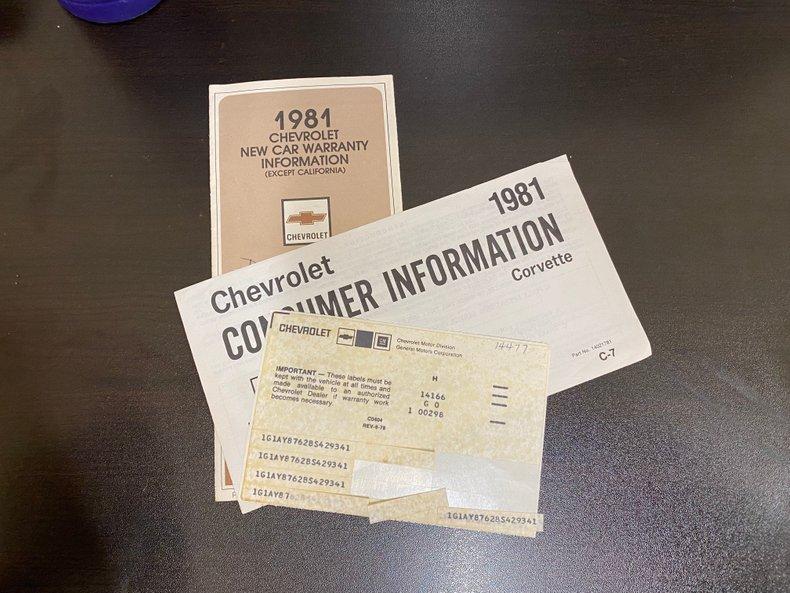 1981
CHEVROLET
NEW CAR WARRANTY
INFORMATION
(EXCEPT CALIFORNIA)
CHEVROLET
1981
Chevrolet
CONSUMER INFORMATION
Corvette
Part No. 14021781
C-7
CHEVROLET
Chevrolet Motor Division
General Motors Corporation
14477
IMPORTANT — These labels must be
kept with the vehicle at all times and
made available to an authorized
Chevrolet Dealer if warranty work
becomes necessary.
CD404
REV-8-78
H
14166
G O
1 00298
1G1AY8762BS429341
1G1AY8762BS429341
1G1AY8762BS429341
1G1AY8762BS429341
1G1AY8762BS429341